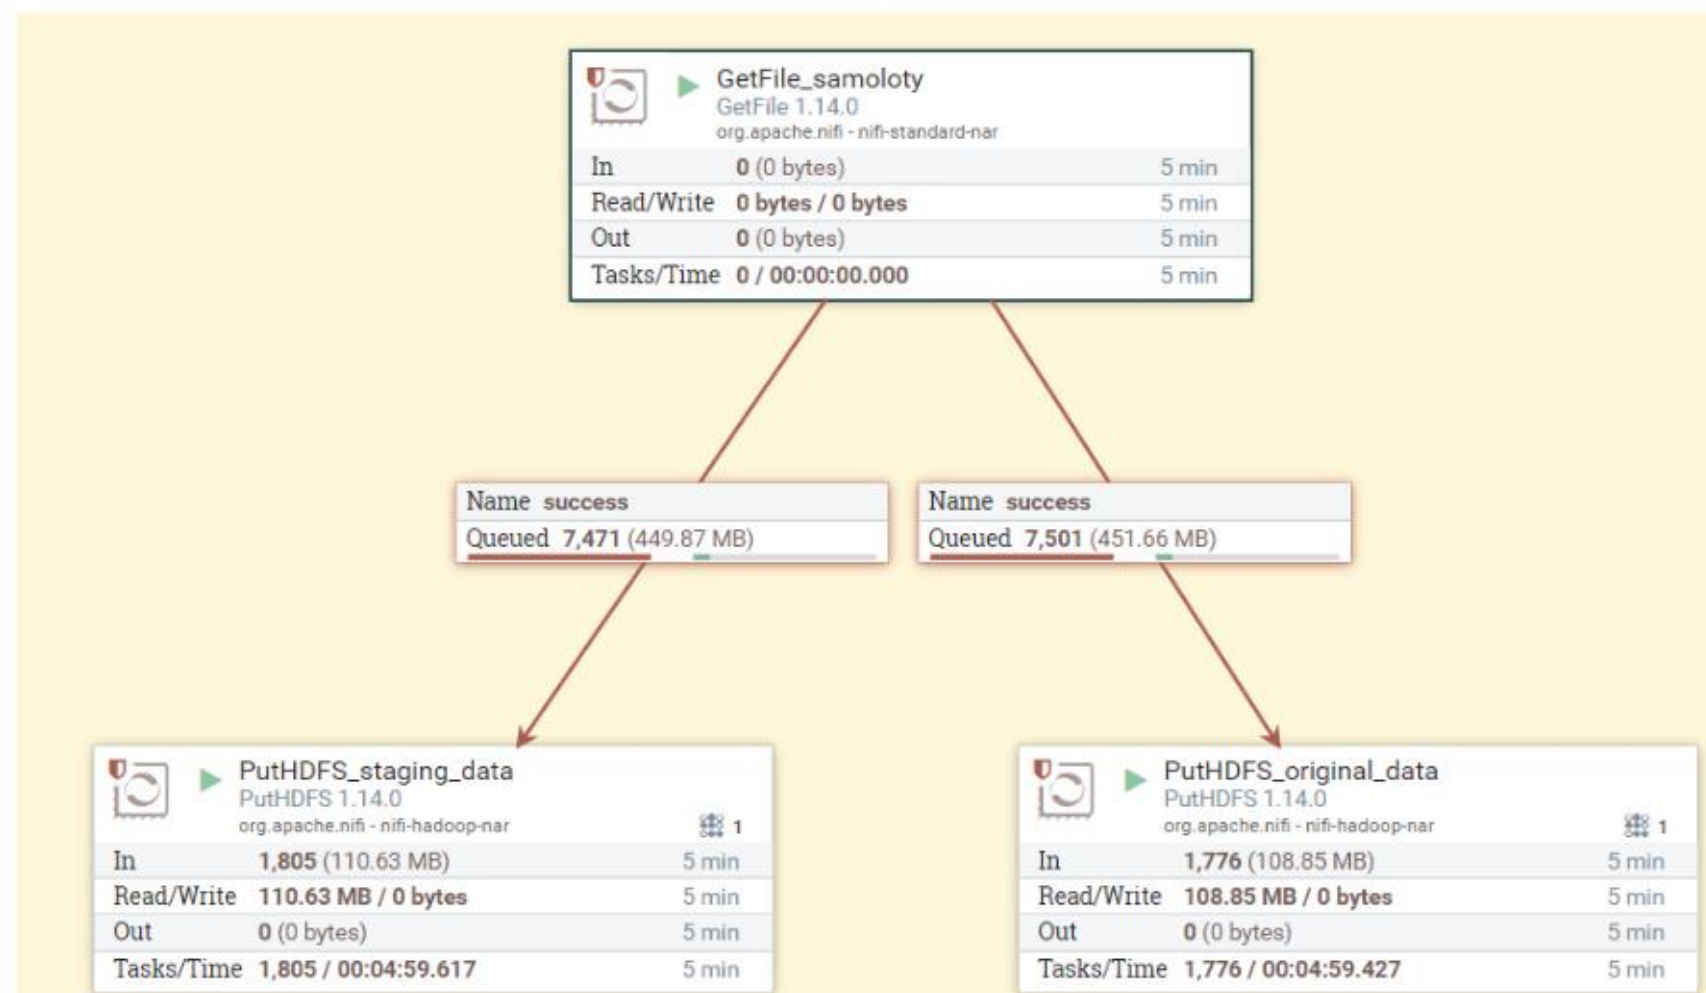 GetFile_samoloty
GetFile 1.14.0
org.apache.nifi - nifi-standard-nar
In 0 (0 bytes) 5 min
Read/Write 0 bytes / 0 bytes 5 min
Out 0 (0 bytes) 5 min
Tasks/Time 0 / 00:00:00.000 5 min
Name success
Queued 7,471 (449.87 MB)
Name success
Queued 7,501 (451.66 MB)
PutHDFS_staging_data
PutHDFS 1.14.0
org.apache.nifi - nifi-hadoop-nar
1
In 1,805 (110.63 MB) 5 min
Read/Write 110.63 MB / 0 bytes 5 min
Out 0 (0 bytes) 5 min
Tasks/Time 1,805 / 00:04:59.617 5 min
PutHDFS_original_data
PutHDFS 1.14.0
org.apache.nifi - nifi-hadoop-nar
1
In 1,776 (108.85 MB) 5 min
Read/Write 108.85 MB / 0 bytes 5 min
Out 0 (0 bytes) 5 min
Tasks/Time 1,776 / 00:04:59.427 5 min